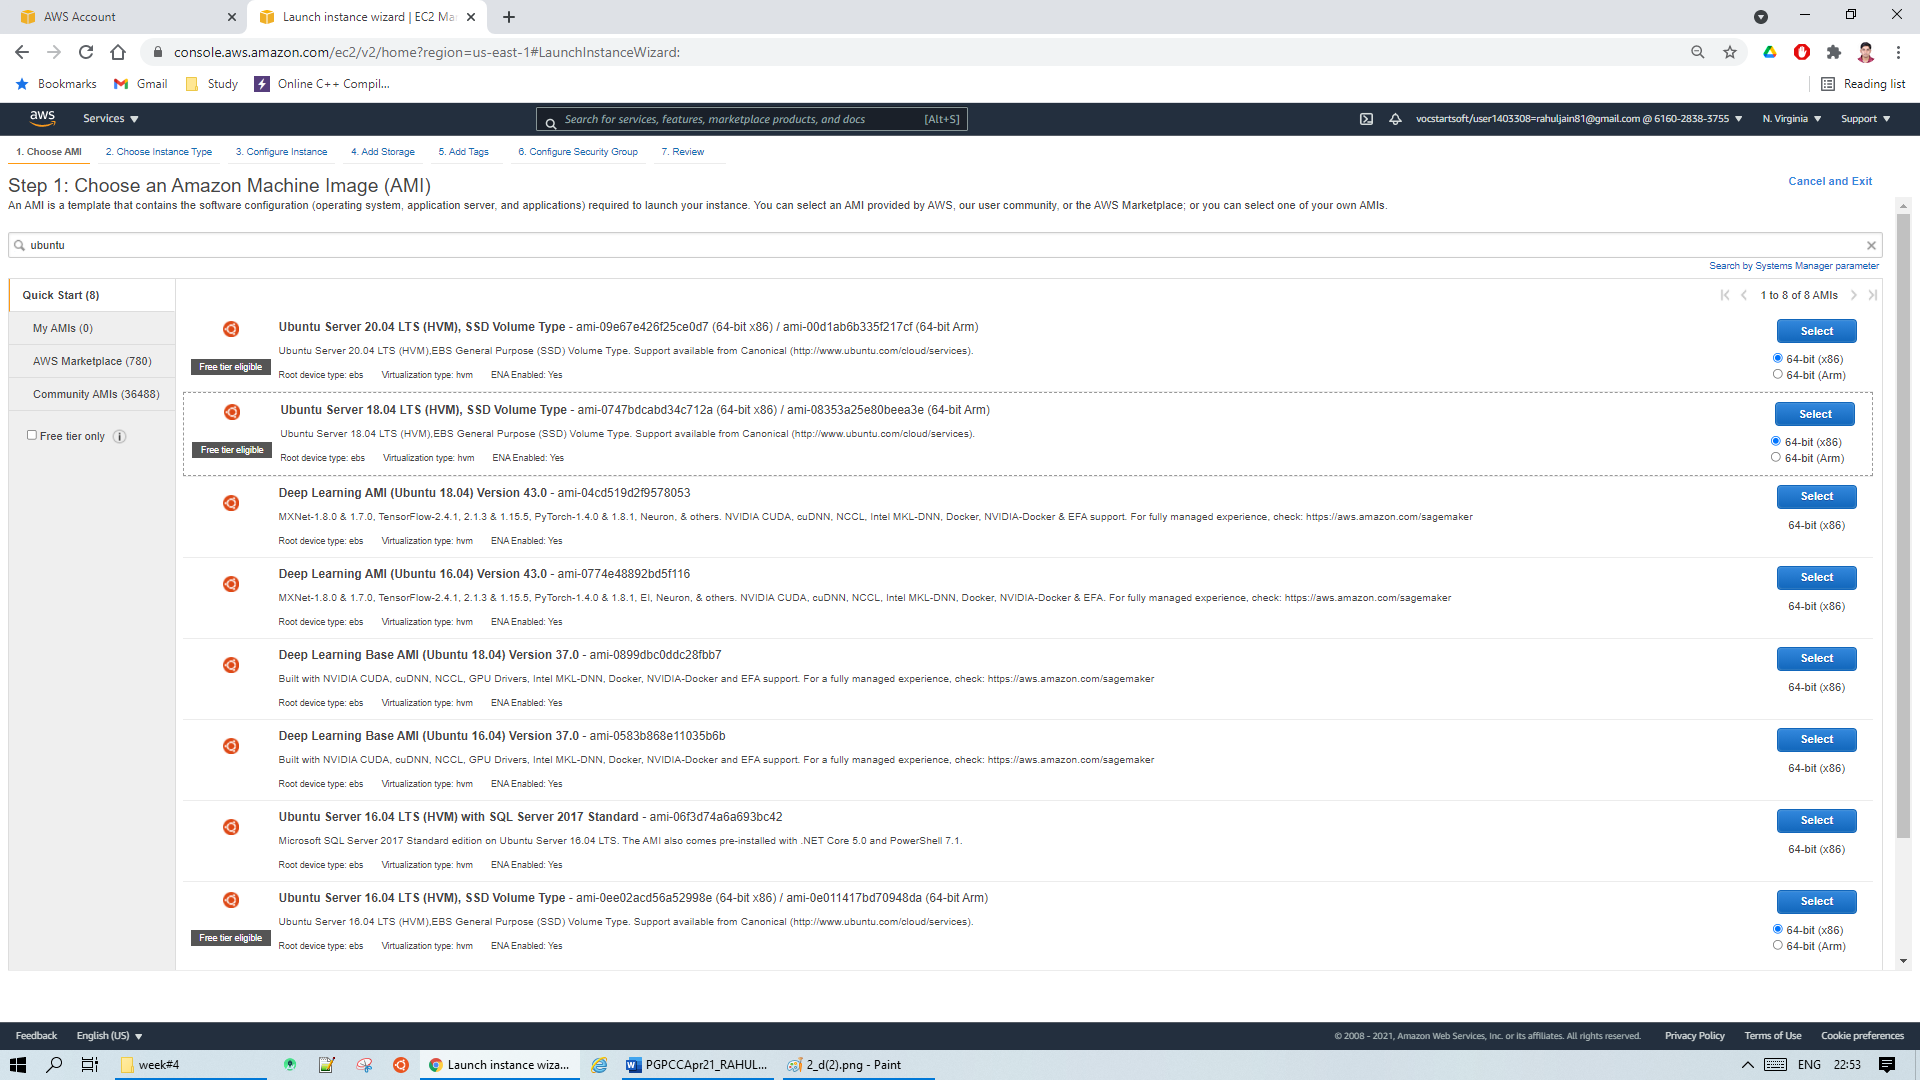 AWS Account
Launch instance wizard | EC2 Ma
console.aws.amazon.com/ec2/v2/home?region=us-east-1#LaunchInstanceWizard:
Bookmarks Gmail Study Online C++ Compil... Reading list
aws Services Search for services, features, marketplace products, and docs [Alt+S] vocstartsoft/user1403308=rahuljain81@gmail.com @ 6160-2838-3755 N. Virginia Support
1. Choose AMI 2. Choose Instance Type 3. Configure Instance 4. Add Storage 5. Add Tags 6. Configure Security Group 7. Review
Step 1: Choose an Amazon Machine Image (AMI) Cancel and Exit
An AMI is a template that contains the software configuration (operating system, application server, and applications) required to launch your instance. You can select an AMI provided by AWS, our user community, or the AWS Marketplace; or you can select one of your own AMIs.
ubuntu
Search by Systems Manager parameter
Quick Start (8)
My AMIs (0)
AWS Marketplace (780)
Community AMIs (36488)
Free tier only
1 to 8 of 8 AMIs
Ubuntu Server 20.04 LTS (HVM), SSD Volume Type - ami-09e67e426f25ce0d7 (64-bit x86) / ami-00d1ab6b335f217cf (64-bit Arm)
Ubuntu Server 20.04 LTS (HVM),EBS General Purpose (SSD) Volume Type. Support available from Canonical (http://www.ubuntu.com/cloud/services).
Free tier eligible
Root device type: ebs Virtualization type: hvm ENA Enabled: Yes
Select
64-bit (x86)
64-bit (Arm)
Ubuntu Server 18.04 LTS (HVM), SSD Volume Type - ami-0747bdcabd34c712a (64-bit x86) / ami-08353a25e80beea3e (64-bit Arm)
Ubuntu Server 18.04 LTS (HVM),EBS General Purpose (SSD) Volume Type. Support available from Canonical (http://www.ubuntu.com/cloud/services).
Free tier eligible
Root device type: ebs Virtualization type: hvm ENA Enabled: Yes
Select
64-bit (x86)
64-bit (Arm)
Deep Learning AMI (Ubuntu 18.04) Version 43.0 - ami-04cd519d2f9578053
MXNet-1.8.0 & 1.7.0, TensorFlow-2.4.1, 2.1.3 & 1.15.5, PyTorch-1.4.0 & 1.8.1, Neuron, & others. NVIDIA CUDA, cuDNN, NCCL, Intel MKL-DNN, Docker, NVIDIA-Docker & EFA support. For fully managed experience, check: https://aws.amazon.com/sagemaker
Root device type: ebs Virtualization type: hvm ENA Enabled: Yes
Select
64-bit (x86)
Deep Learning AMI (Ubuntu 16.04) Version 43.0 - ami-0774e48892bd5f116
MXNet-1.8.0 & 1.7.0, TensorFlow-2.4.1, 2.1.3 & 1.15.5, PyTorch-1.4.0 & 1.8.1, EI, Neuron, & others. NVIDIA CUDA, cuDNN, NCCL, Intel MKL-DNN, Docker, NVIDIA-Docker & EFA. For fully managed experience, check: https://aws.amazon.com/sagemaker
Root device type: ebs Virtualization type: hvm ENA Enabled: Yes
Select
64-bit (x86)
Deep Learning Base AMI (Ubuntu 18.04) Version 37.0 - ami-0899dbc0ddc28fbb7
Built with NVIDIA CUDA, cuDNN, NCCL, GPU Drivers, Intel MKL-DNN, Docker, NVIDIA-Docker and EFA support. For a fully managed experience, check: https://aws.amazon.com/sagemaker
Root device type: ebs Virtualization type: hvm ENA Enabled: Yes
Select
64-bit (x86)
Deep Learning Base AMI (Ubuntu 16.04) Version 37.0 - ami-0583b868e11035b6b
Built with NVIDIA CUDA, cuDNN, NCCL, GPU Drivers, Intel MKL-DNN, Docker, NVIDIA-Docker and EFA support. For a fully managed experience, check: https://aws.amazon.com/sagemaker
Root device type: ebs Virtualization type: hvm ENA Enabled: Yes
Select
64-bit (x86)
Ubuntu Server 16.04 LTS (HVM) with SQL Server 2017 Standard - ami-06f3d74a6a693bc42
Microsoft SQL Server 2017 Standard edition on Ubuntu Server 16.04 LTS. The AMI also comes pre-installed with .NET Core 5.0 and PowerShell 7.1.
Root device type: ebs Virtualization type: hvm ENA Enabled: Yes
Select
64-bit (x86)
Ubuntu Server 16.04 LTS (HVM), SSD Volume Type - ami-0ee02acd56a52998e (64-bit x86) / ami-0e011417bd70948da (64-bit Arm)
Ubuntu Server 16.04 LTS (HVM),EBS General Purpose (SSD) Volume Type. Support available from Canonical (http://www.ubuntu.com/cloud/services).
Free tier eligible
Root device type: ebs Virtualization type: hvm ENA Enabled: Yes
Select
64-bit (x86)
64-bit (Arm)
Feedback English (US) © 2008 - 2021, Amazon Web Services, Inc. or its affiliates. All rights reserved. Privacy Policy Terms of Use Cookie preferences
week#4 Launch instance wiza... PGPCCApr21_RAHUL... 2_d(2).png - Paint ENG 22:53